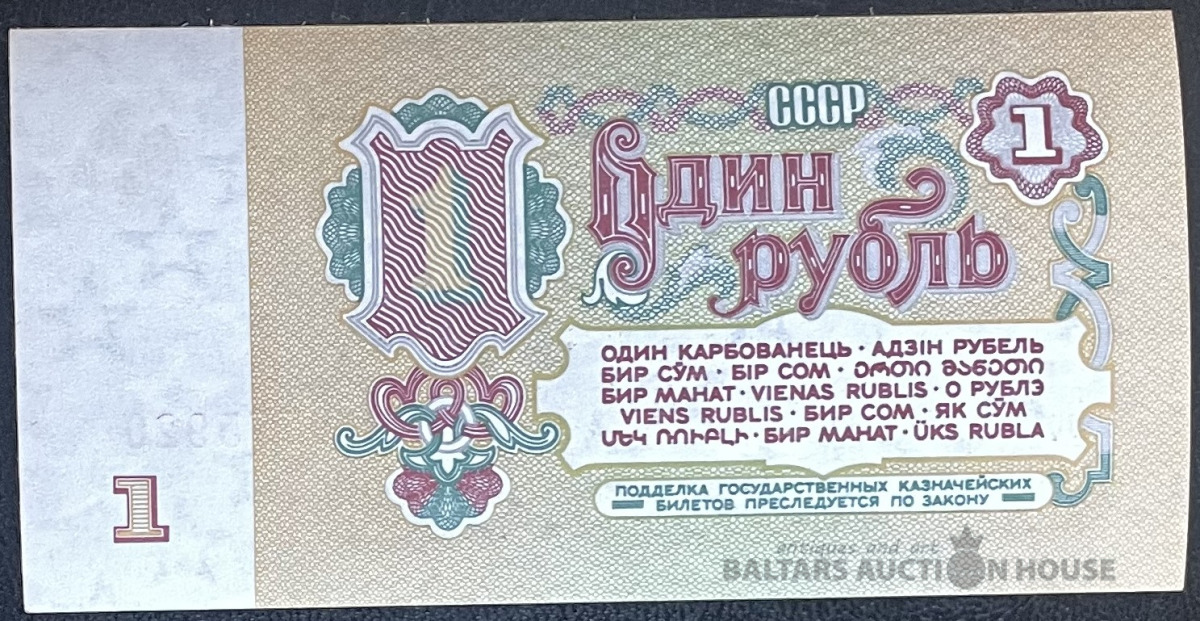 СССР
1
1
Один
рубль
ОДИН КАРБОВАНЕЦЬ · АДЗІН РУБЕЛЬ
БИР СЎМ · БІР СОМ · ᲔᲠᲗᲘ ᲛᲐᲜᲔᲗᲘ
БИР МАНАТ · VIENAS RUBLIS · О РУБЛЭ
VIENS RUBLIS · БИР СОМ · ЯК СӮМ
ՄԵԿ ՌՈՒԲԼԻ · БИР МАНАТ · ÜKS RUBLA
ПОДДЕЛКА ГОСУДАРСТВЕННЫХ КАЗНАЧЕЙСКИХ
БИЛЕТОВ ПРЕСЛЕДУЕТСЯ ПО ЗАКОНУ
1
antiques and art
BALTARS AUCTION HOUSE